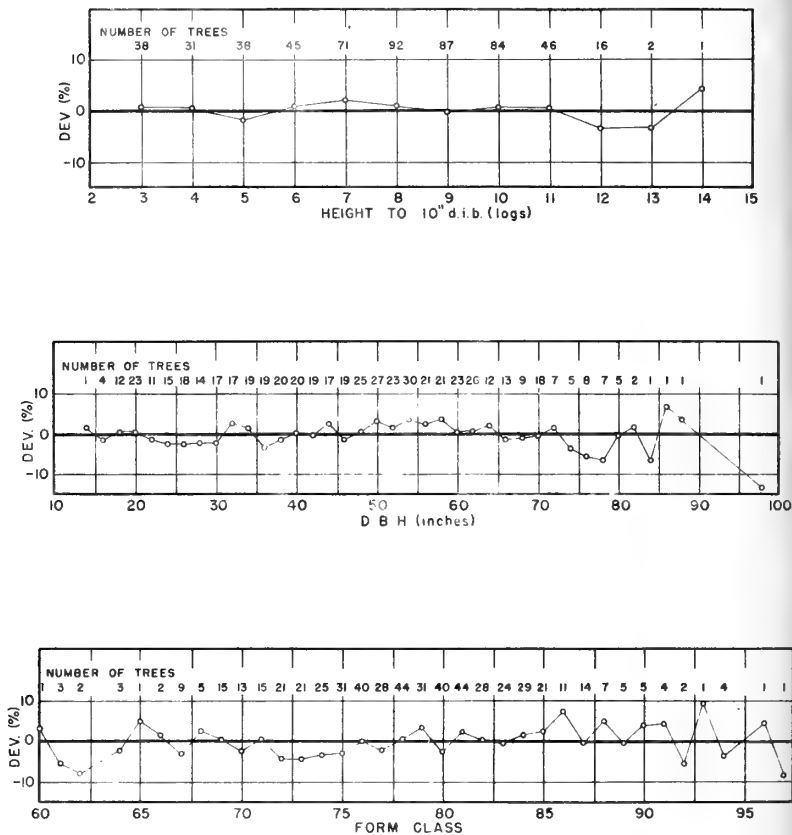 NUMBER OF TREES
38 31 38 45 71 92 87 84 46 16 2 1
10
0
-10
DEV (%)
2 3 4 5 6 7 8 9 10 11 12 13 14 15
HEIGHT TO 10" d.i.b. (logs)
NUMBER OF TREES
1 4 12 23 11 15 18 14 17 17 19 19 20 20 19 17 19 25 27 23 30 21 21 23 26 12 13 9 18 7 5 8 7 5 2 1 1 1 1
10
0
-10
DEV. (%)
10 20 30 40 50 60 70 80 90 100
D B H (inches)
NUMBER OF TREES
1 3 2 3 1 2 9 5 15 13 15 21 21 25 31 40 28 44 31 40 44 28 24 29 21 11 14 7 5 5 4 2 1 4 1 1
10
0
-10
DEV. (%)
60 65 70 75 80 85 90 95
FORM CLASS